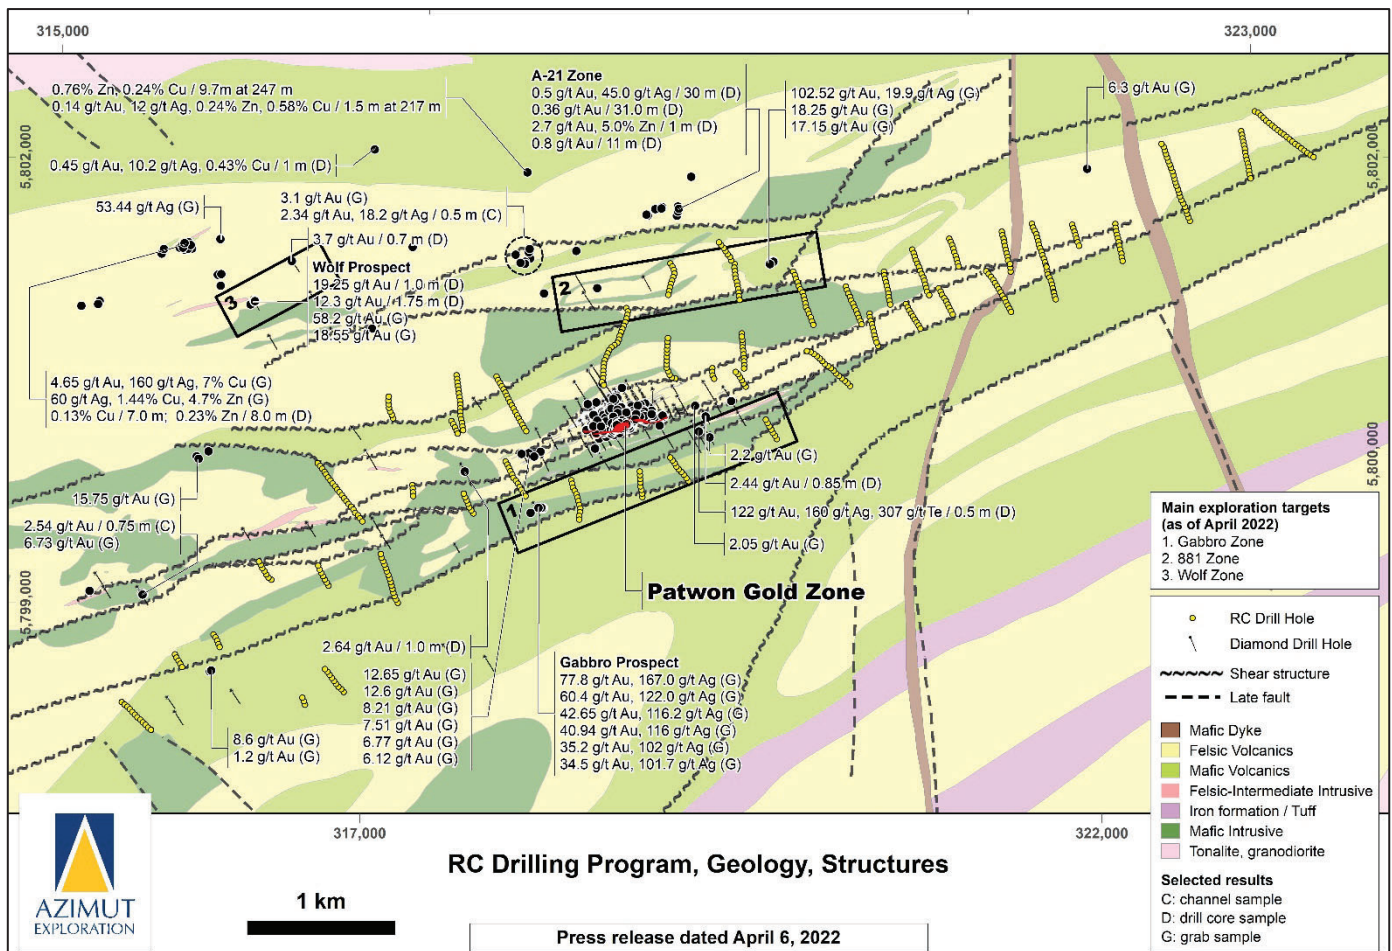 315,000
323,000
0.76% Zn, 0.24% Cu / 9.7m at 247 m
0.14 g/t Au, 12 g/t Ag, 0.24% Zn, 0.58% Cu / 1.5 m at 217 m
A-21 Zone
0.5 g/t Au, 45.0 g/t Ag / 30 m (D)
0.36 g/t Au / 31.0 m (D)
2.7 g/t Au, 5.0% Zn / 1 m (D)
0.8 g/t Au / 11 m (D)
102.52 g/t Au, 19.9 g/t Ag (G)
18.25 g/t Au (G)
17.15 g/t Au (G)
6.3 g/t Au (G)
5,802,000
5,802,000
0.45 g/t Au, 10.2 g/t Ag, 0.43% Cu / 1 m (D)
53.44 g/t Ag (G)
3.1 g/t Au (G)
2.34 g/t Au, 18.2 g/t Ag / 0.5 m (C)
3.7 g/t Au / 0.7 m (D)
Wolf Prospect
19.25 g/t Au / 1.0 m (D)
12.3 g/t Au / 1.75 m (D)
58.2 g/t Au (G)
18.55 g/t Au (G)
3
2
4.65 g/t Au, 160 g/t Ag, 7% Cu (G)
60 g/t Ag, 1.44% Cu, 4.7% Zn (G)
0.13% Cu / 7.0 m; 0.23% Zn / 8.0 m (D)
5,800,000
15.75 g/t Au (G)
2.54 g/t Au / 0.75 m (C)
6.73 g/t Au (G)
1
2.2 g/t Au (G)
2.44 g/t Au / 0.85 m (D)
122 g/t Au, 160 g/t Ag, 307 g/t Te / 0.5 m (D)
2.05 g/t Au (G)
Patwon Gold Zone
5,799,000
2.64 g/t Au / 1.0 m (D)
12.65 g/t Au (G)
12.6 g/t Au (G)
8.21 g/t Au (G)
7.51 g/t Au (G)
6.77 g/t Au (G)
6.12 g/t Au (G)
Gabbro Prospect
77.8 g/t Au, 167.0 g/t Ag (G)
60.4 g/t Au, 122.0 g/t Ag (G)
42.65 g/t Au, 116.2 g/t Ag (G)
40.94 g/t Au, 116 g/t Ag (G)
35.2 g/t Au, 102 g/t Ag (G)
34.5 g/t Au, 101.7 g/t Ag (G)
8.6 g/t Au (G)
1.2 g/t Au (G)
Main exploration targets
(as of April 2022)
1. Gabbro Zone
2. 881 Zone
3. Wolf Zone
RC Drill Hole
Diamond Drill Hole
Shear structure
Late fault
Mafic Dyke
Felsic Volcanics
Mafic Volcanics
Felsic-Intermediate Intrusive
Iron formation / Tuff
Mafic Intrusive
Tonalite, granodiorite
Selected results
C: channel sample
D: drill core sample
G: grab sample
317,000
322,000
RC Drilling Program, Geology, Structures
1 km
AZIMUT
EXPLORATION
Press release dated April 6, 2022